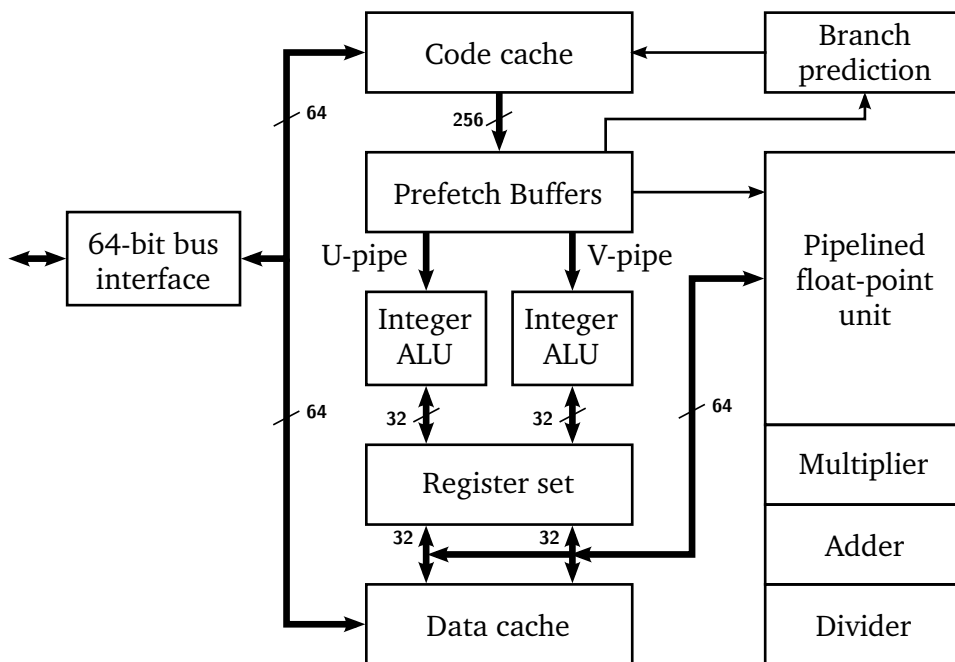 Code cache
Branch
prediction
64
256
Prefetch Buffers
64-bit bus
interface
U-pipe
V-pipe
Pipelined
float-point
unit
Integer
ALU
Integer
ALU
64
32
32
64
Register set
Multiplier
32
32
Adder
Data cache
Divider